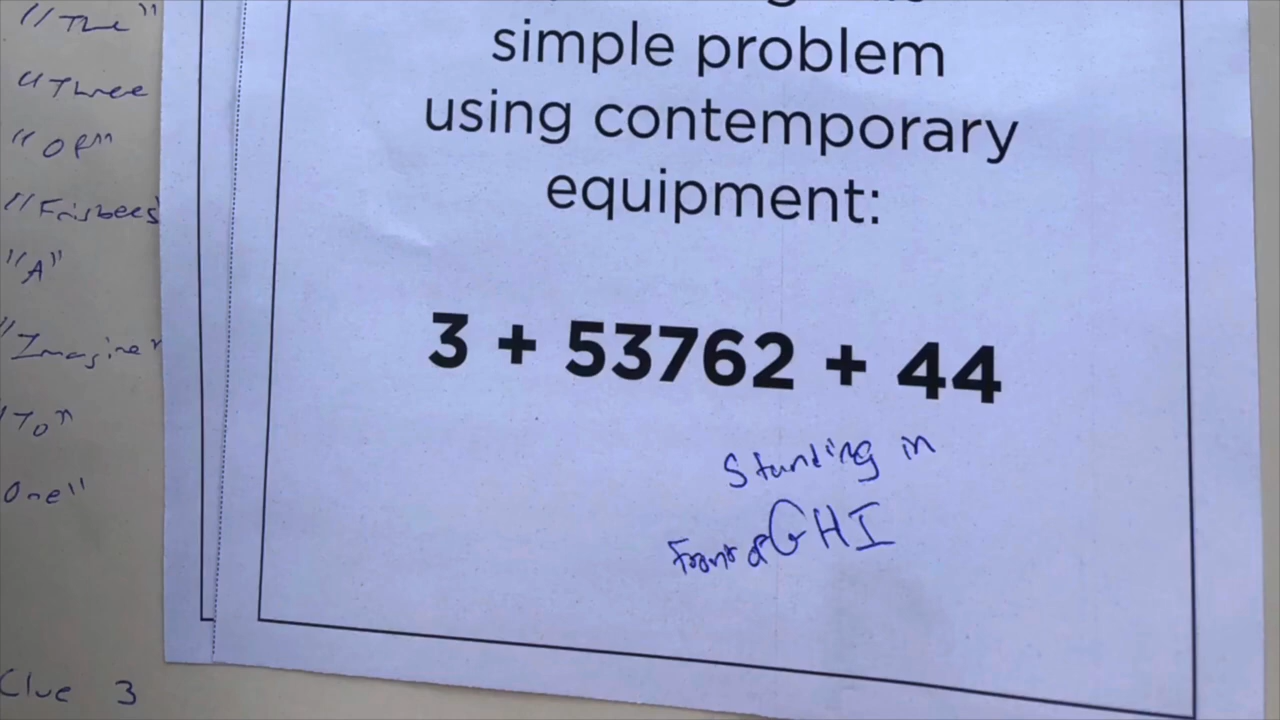 "The"
"Three
"OF"
"Frisbees
"A"
"Imagine"
"To"
One"
Clue 3
simple problem
using contemporary
equipment:
3 + 53762 + 44
Standing in
Front of GHI